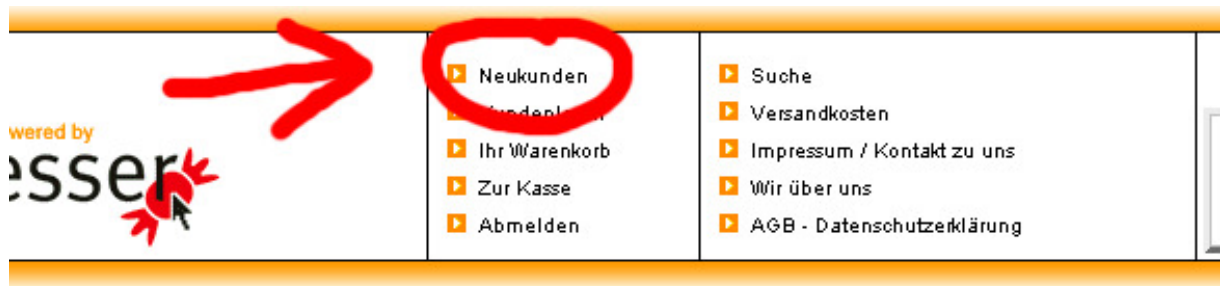 wered by
esser
Neukunden
Ihr Warenkorb
Zur Kasse
Abmelden
Suche
Versandkosten
Impressum / Kontakt zu uns
Wir über uns
AGB - Datenschutzerklärung